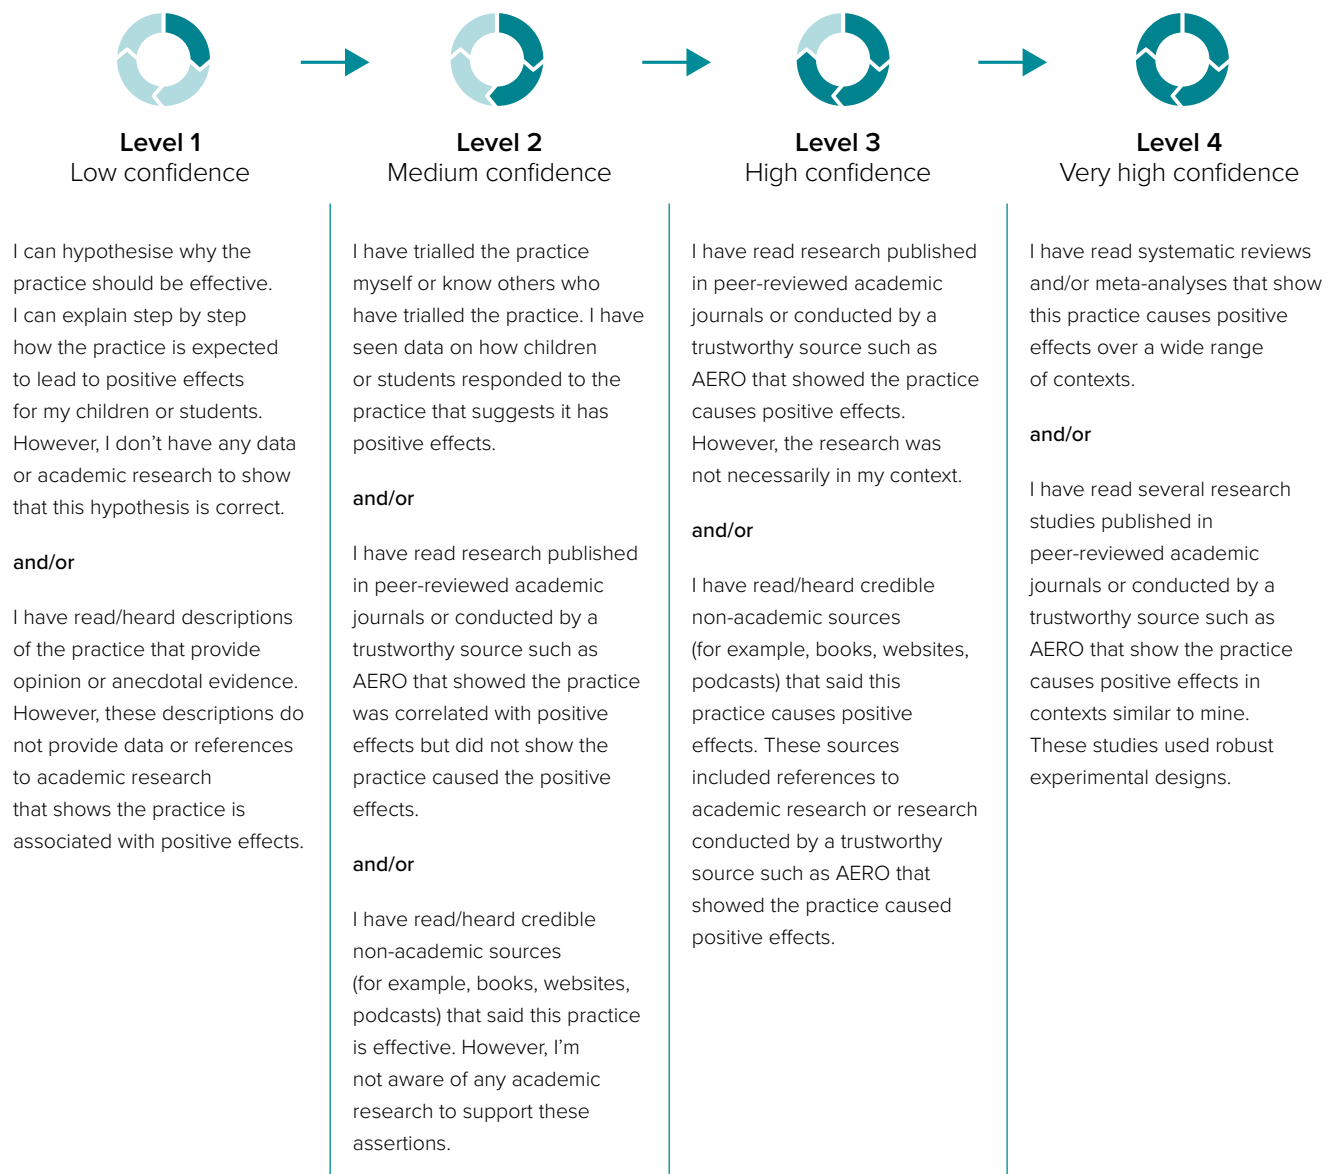 Level 1
Low confidence
I can hypothesise why the
practice should be effective.
I can explain step by step
how the practice is expected
to lead to positive effects
for my children or students.
However, I don’t have any data
or academic research to show
that this hypothesis is correct.
and/or
I have read/heard descriptions
of the practice that provide
opinion or anecdotal evidence.
However, these descriptions do
not provide data or references
to academic research
that shows the practice is
associated with positive effects.
Level 2
Medium confidence
I have trialled the practice
myself or know others who
have trialled the practice. I have
seen data on how children
or students responded to the
practice that suggests it has
positive effects.
and/or
I have read research published
in peer-reviewed academic
journals or conducted by a
trustworthy source such as
AERO that showed the practice
was correlated with positive
effects but did not show the
practice caused the positive
effects.
and/or
I have read/heard credible
non-academic sources
(for example, books, websites,
podcasts) that said this practice
is effective. However, I’m
not aware of any academic
research to support these
assertions.
Level 3
High confidence
I have read research published
in peer-reviewed academic
journals or conducted by a
trustworthy source such as
AERO that showed the practice
causes positive effects.
However, the research was
not necessarily in my context.
and/or
I have read/heard credible
non-academic sources
(for example, books, websites,
podcasts) that said this
practice causes positive
effects. These sources
included references to
academic research or research
conducted by a trustworthy
source such as AERO that
showed the practice caused
positive effects.
Level 4
Very high confidence
I have read systematic reviews
and/or meta-analyses that show
this practice causes positive
effects over a wide range
of contexts.
and/or
I have read several research
studies published in
peer-reviewed academic
journals or conducted by a
trustworthy source such as
AERO that show the practice
causes positive effects in
contexts similar to mine.
These studies used robust
experimental designs.